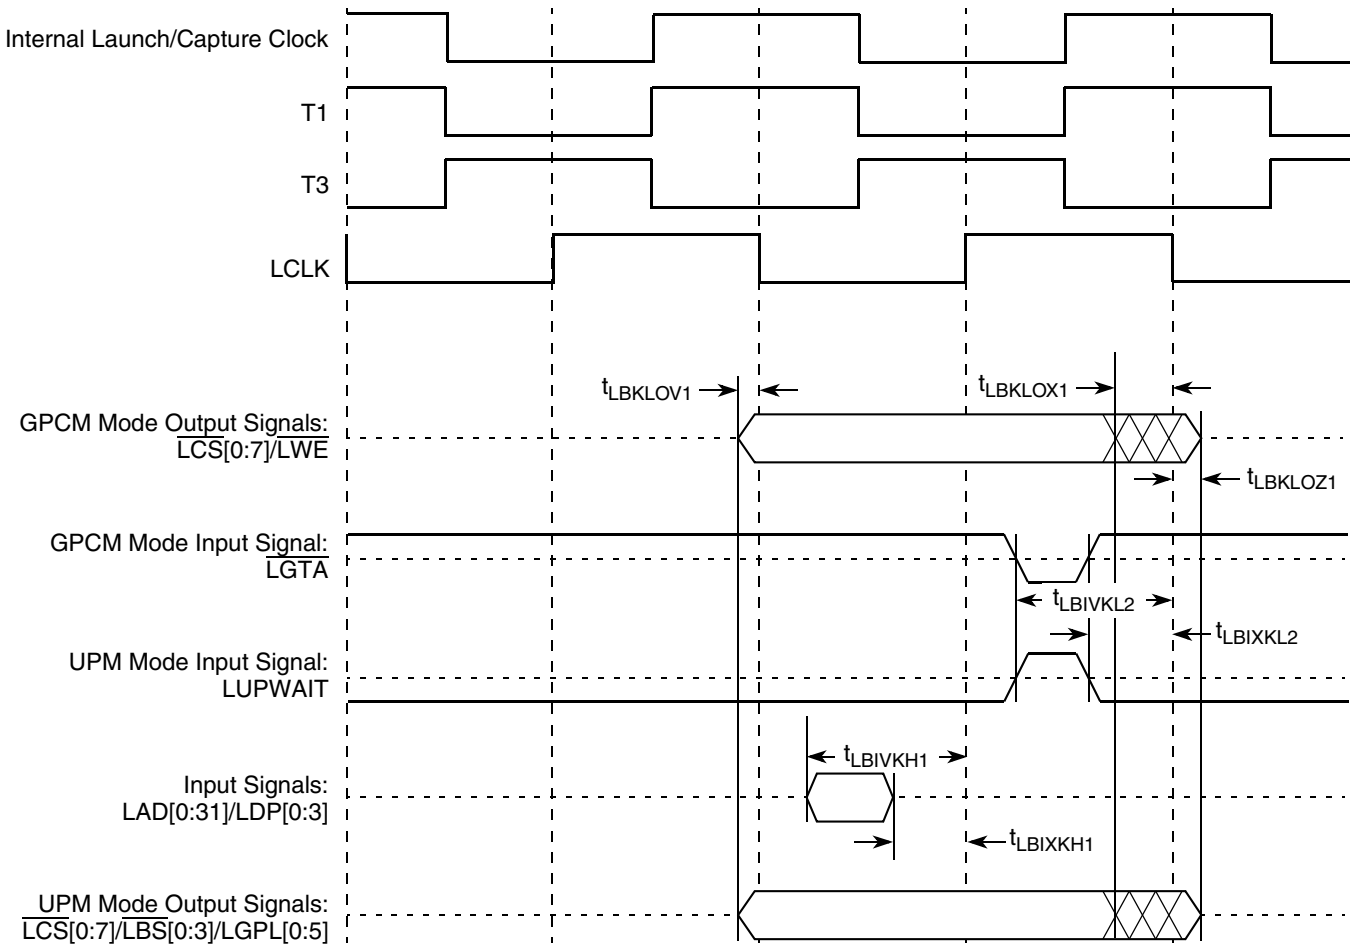 Internal Launch/Capture Clock
T1
T3
LCLK
tLBKLOV1
tLBKLOX1
GPCM Mode Output Signals:
LCS[0:7]/LWE
tLBKLOZ1
GPCM Mode Input Signal:
LGTA
tLBIVKL2
tLBIXKL2
UPM Mode Input Signal:
LUPWAIT
tLBIVKH1
Input Signals:
LAD[0:31]/LDP[0:3]
tLBIXKH1
UPM Mode Output Signals:
LCS[0:7]/LBS[0:3]/LGPL[0:5]